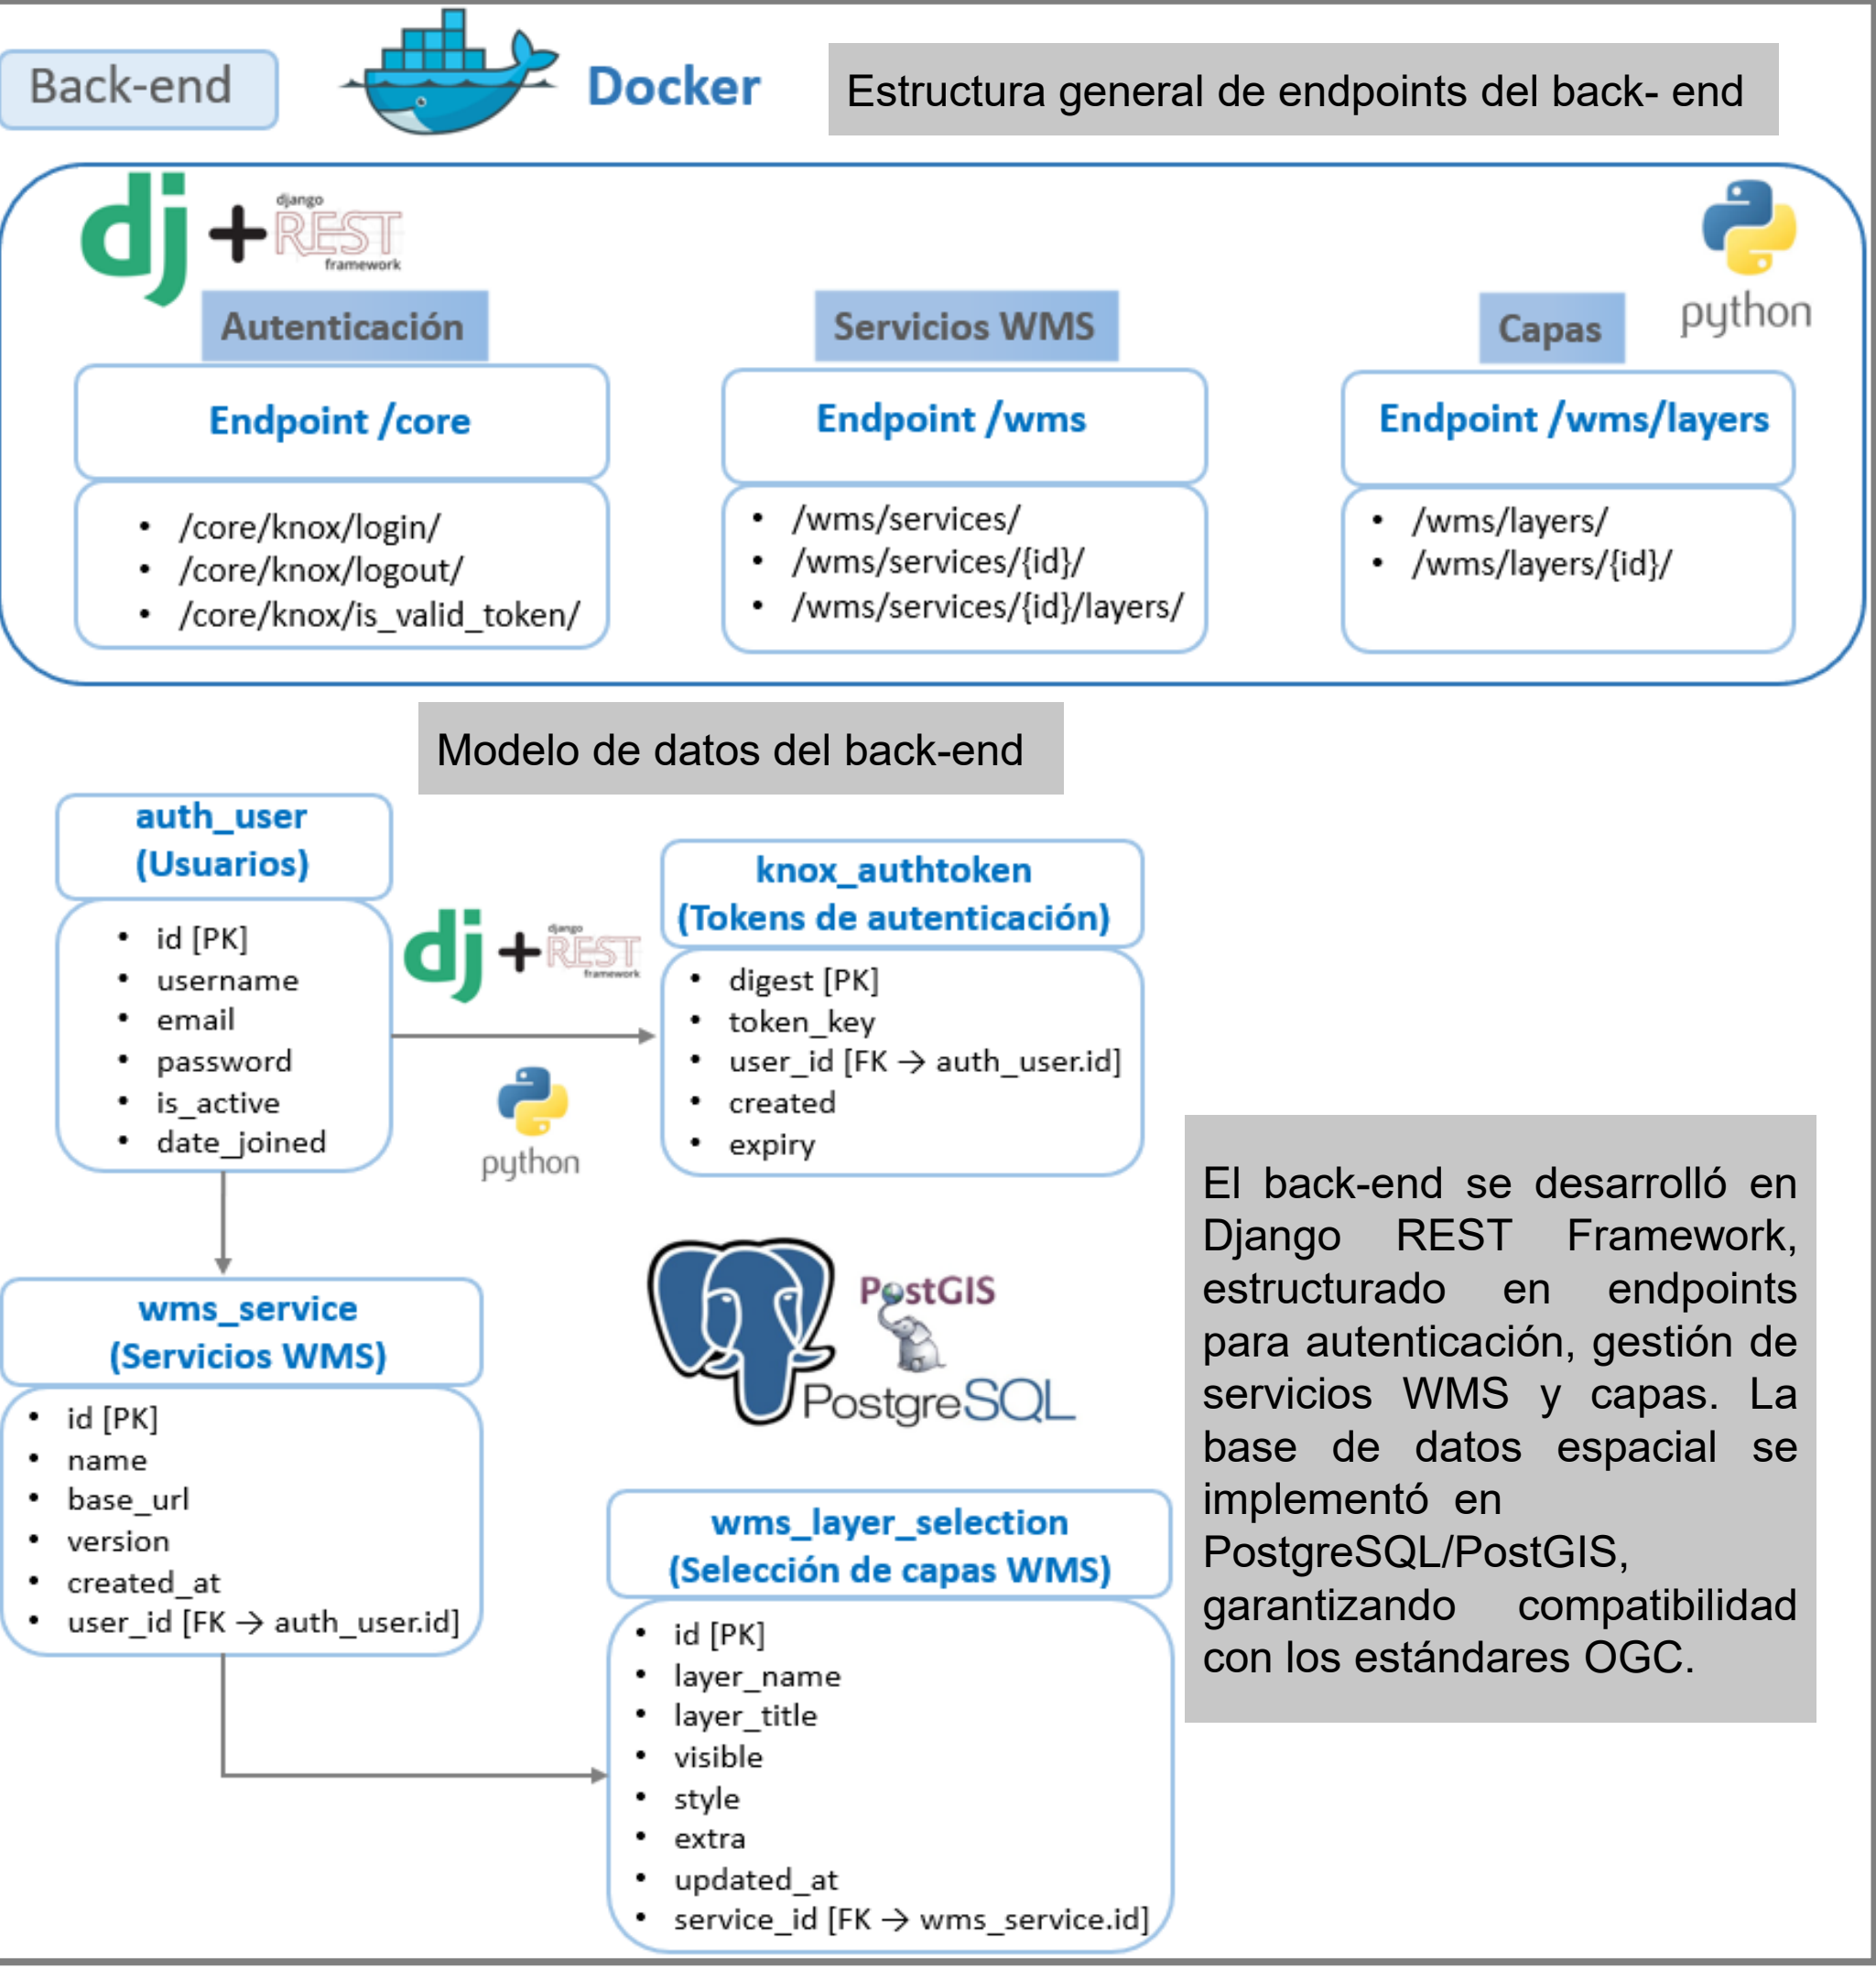 Back-end
Docker
Estructura general de endpoints del back- end
dj
django
REST
framework
python
Autenticación
Endpoint /core
• /core/knox/login/
• /core/knox/logout/
• /core/knox/is_valid_token/
Servicios WMS
Endpoint /wms
• /wms/services/
• /wms/services/{id}/
• /wms/services/{id}/layers/
Capas
Endpoint /wms/layers
• /wms/layers/
• /wms/layers/{id}/
Modelo de datos del back-end
auth_user
(Usuarios)
• id [PK]
• username
• email
• password
• is_active
• date_joined
dj
django
REST
framework
python
knox_authtoken
(Tokens de autenticación)
• digest [PK]
• token_key
• user_id [FK → auth_user.id]
• created
• expiry
wms_service
(Servicios WMS)
• id [PK]
• name
• base_url
• version
• created_at
• user_id [FK → auth_user.id]
PostGIS
PostgreSQL
wms_layer_selection
(Selección de capas WMS)
• id [PK]
• layer_name
• layer_title
• visible
• style
• extra
• updated_at
• service_id [FK → wms_service.id]
El back-end se desarrolló en
Django REST Framework,
estructurado en endpoints
para autenticación, gestión de
servicios WMS y capas. La
base de datos espacial se
implementó en
PostgreSQL/PostGIS,
garantizando compatibilidad
con los estándares OGC.